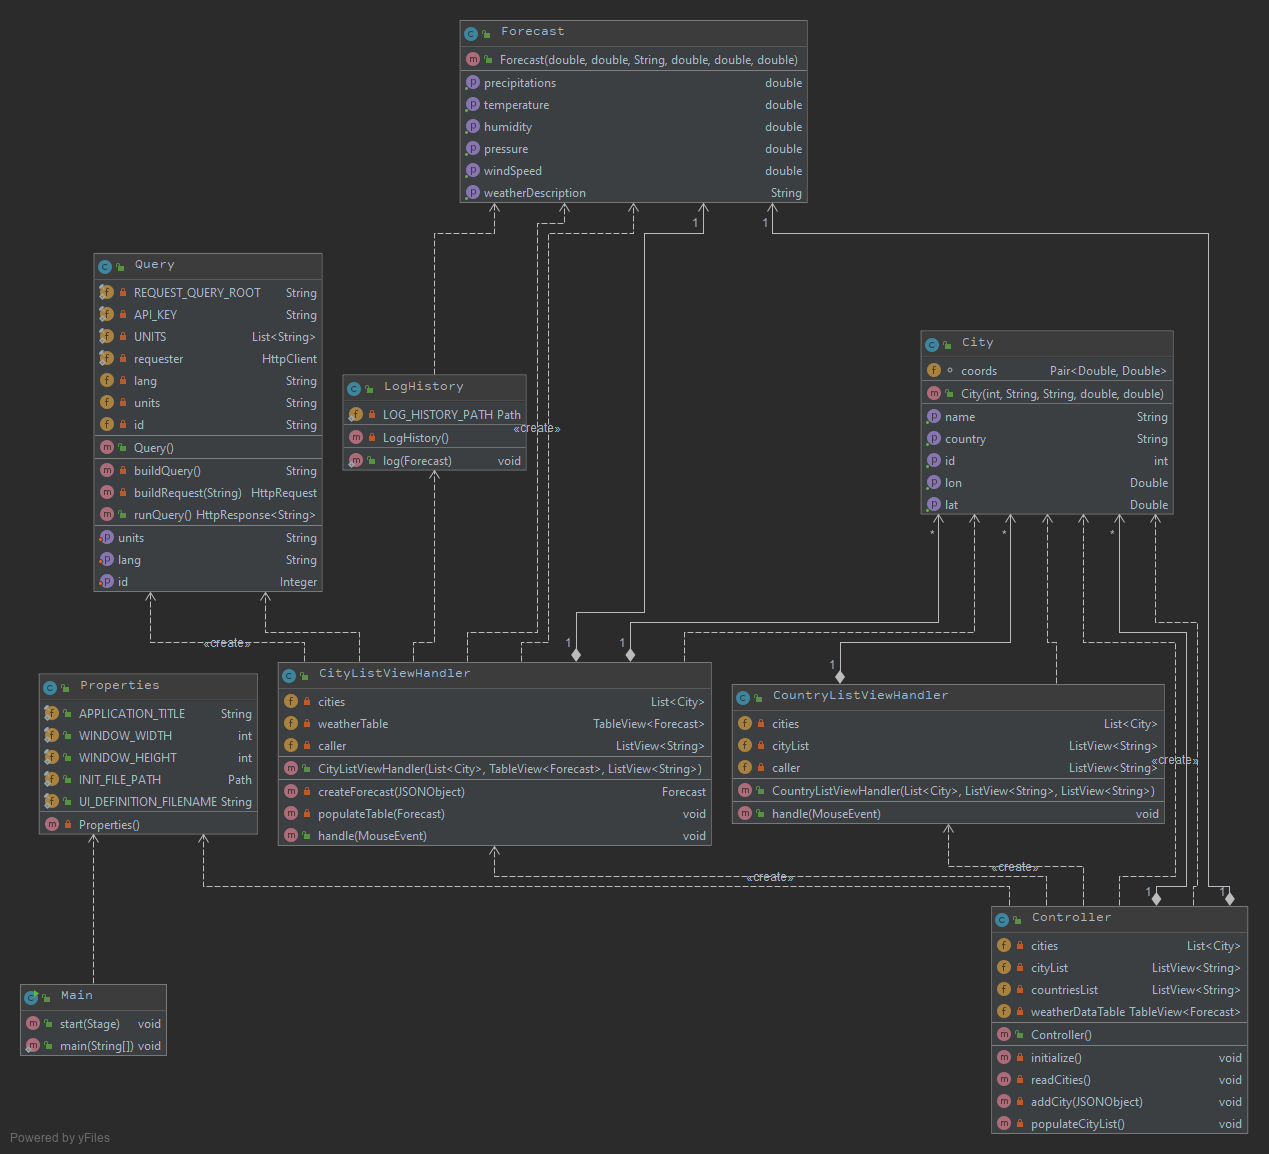 Forecast
Forecast(double, double, String, double, double, double)
precipitations double
temperature double
humidity double
pressure double
windSpeed double
weatherDescription String
1
1
Query
REQUEST_QUERY_ROOT String
API_KEY String
UNITS List<String>
requester HttpClient
lang String
units String
id String
Query()
buildQuery() String
buildRequest(String) HttpRequest
runQuery() HttpResponse<String>
units String
lang String
id Integer
City
coords Pair<Double, Double>
City(int, String, String, double, double)
name String
country String
id int
lon Double
lat Double
LogHistory
LOG_HISTORY_PATH Path
LogHistory()
log(Forecast) void
«create»
*
*
*
«create»
1
1
1
CityListViewHandler
cities List<City>
weatherTable TableView<Forecast>
caller ListView<String>
CityListViewHandler(List<City>, TableView<Forecast>, ListView<String>)
createForecast(JSONObject) Forecast
populateTable(Forecast) void
handle(MouseEvent) void
Properties
APPLICATION_TITLE String
WINDOW_WIDTH int
WINDOW_HEIGHT int
INIT_FILE_PATH Path
UI_DEFINITION_FILENAME String
Properties()
CountryListViewHandler
cities List<City>
cityList ListView<String>
caller ListView<String>
CountryListViewHandler(List<City>, ListView<String>, ListView<String>)
handle(MouseEvent) void
«create»
«create»
«create»
1
1
Controller
cities List<City>
cityList ListView<String>
countriesList ListView<String>
weatherDataTable TableView<Forecast>
Controller()
initialize() void
readCities() void
addCity(JSONObject) void
populateCityList() void
Main
start(Stage) void
main(String[]) void
Powered by yFiles